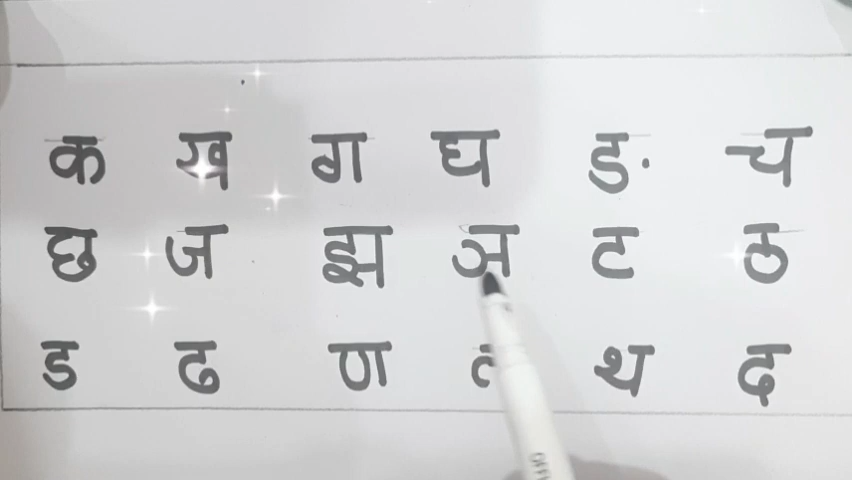 क ख ग घ ङ च
छ ज झ ञ ट ठ
ड ढ ण थ द